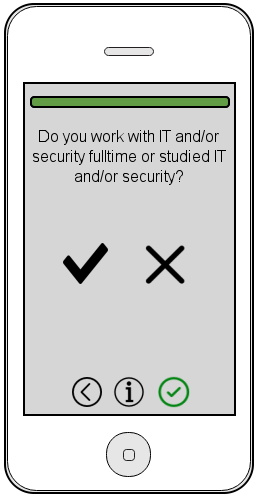 Do you work with IT and/or
security fulltime or studied IT
and/or security?